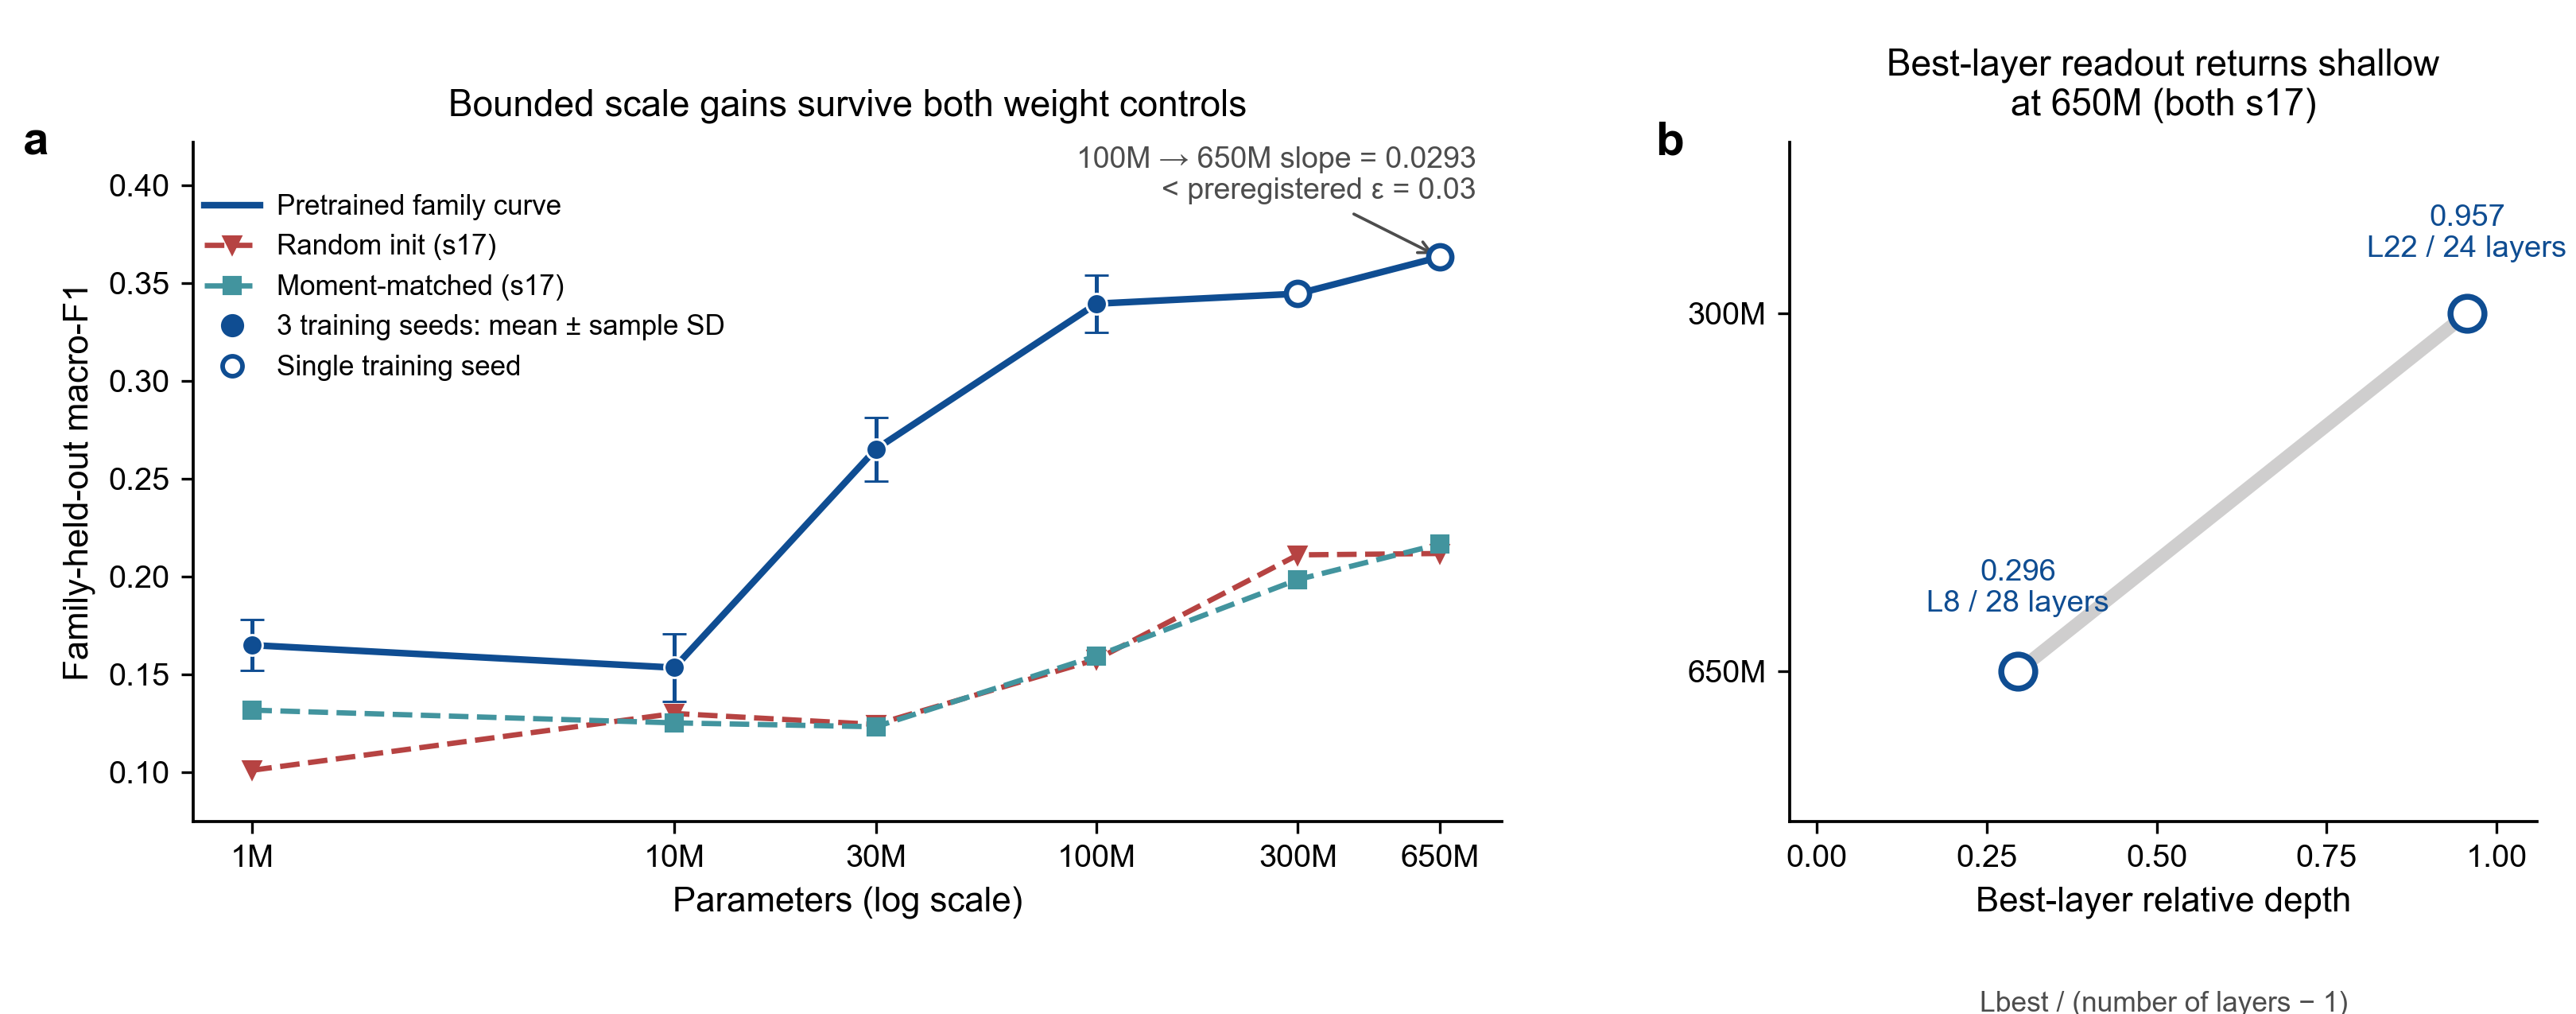 a
Bounded scale gains survive both weight controls
100M → 650M slope = 0.0293
< preregistered ε = 0.03
Pretrained family curve
Random init (s17)
Moment-matched (s17)
3 training seeds: mean ± sample SD
Single training seed
Family-held-out macro-F1
0.40
0.35
0.30
0.25
0.20
0.15
0.10
1M
10M
30M
100M
300M
650M
Parameters (log scale)
b
Best-layer readout returns shallow
at 650M (both s17)
0.957
L22 / 24 layers
300M
0.296
L8 / 28 layers
650M
0.00
0.25
0.50
0.75
1.00
Best-layer relative depth
Lbest / (number of layers − 1)